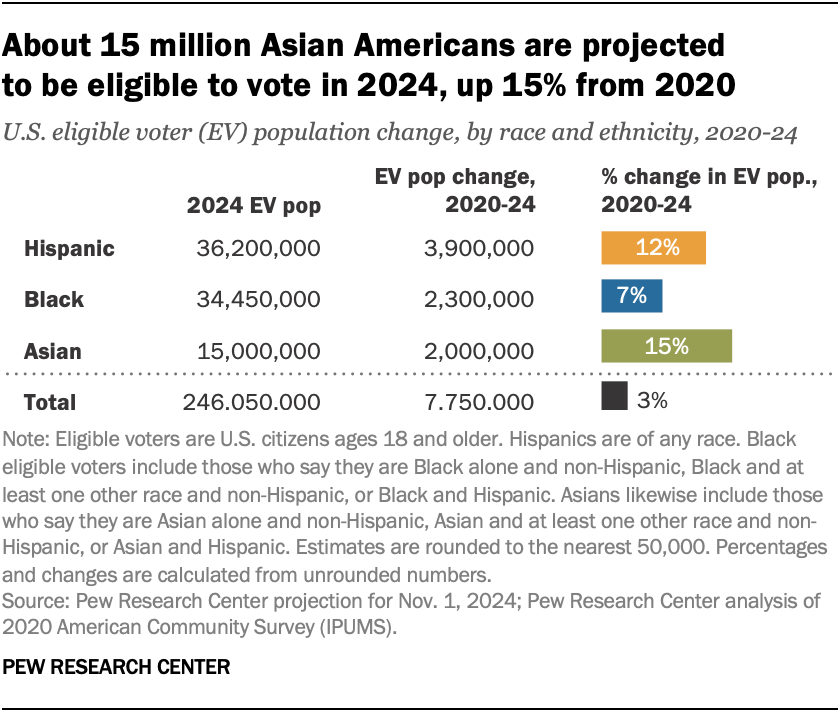 About 15 million Asian Americans are projected
to be eligible to vote in 2024, up 15% from 2020
U.S. eligible voter (EV) population change, by race and ethnicity, 2020-24
2024 EV pop EV pop change, 2020-24 % change in EV pop., 2020-24
Hispanic 36,200,000 3,900,000 12%
Black 34,450,000 2,300,000 7%
Asian 15,000,000 2,000,000 15%
Total 246.050.000 7.750.000 3%
Note: Eligible voters are U.S. citizens ages 18 and older. Hispanics are of any race. Black
eligible voters include those who say they are Black alone and non-Hispanic, Black and at
least one other race and non-Hispanic, or Black and Hispanic. Asians likewise include those
who say they are Asian alone and non-Hispanic, Asian and at least one other race and non-
Hispanic, or Asian and Hispanic. Estimates are rounded to the nearest 50,000. Percentages
and changes are calculated from unrounded numbers.
Source: Pew Research Center projection for Nov. 1, 2024; Pew Research Center analysis of
2020 American Community Survey (IPUMS).
PEW RESEARCH CENTER